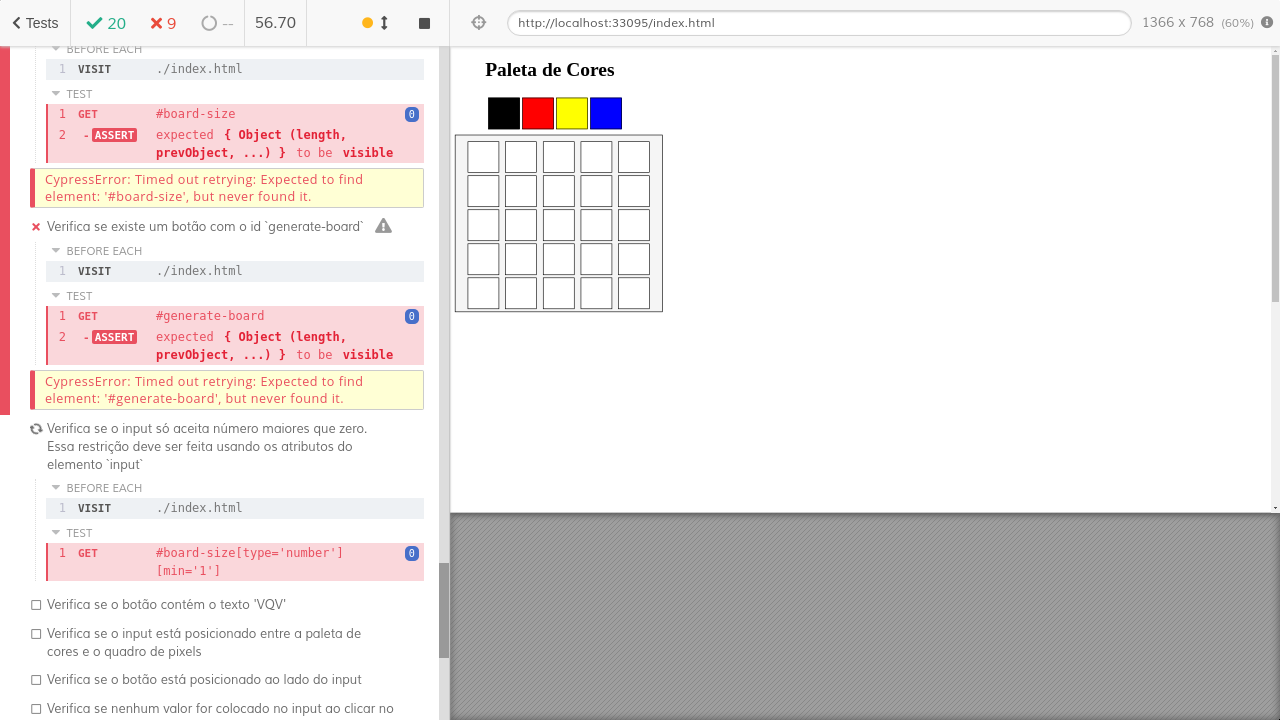 Tests 20 9 -- 56.70
http://localhost:33095/index.html 1366 x 768 (60%)
BEFORE EACH
1 VISIT ./index.html
TEST
1 GET #board-size 0
2 -ASSERT expected { Object (length,
prevObject, ...) } to be visible
CypressError: Timed out retrying: Expected to find
element: '#board-size', but never found it.
Verifica se existe um botão com o id `generate-board`
BEFORE EACH
1 VISIT ./index.html
TEST
1 GET #generate-board 0
2 -ASSERT expected { Object (length,
prevObject, ...) } to be visible
CypressError: Timed out retrying: Expected to find
element: '#generate-board', but never found it.
Verifica se o input só aceita número maiores que zero.
Essa restrição deve ser feita usando os atributos do
elemento `input`
BEFORE EACH
1 VISIT ./index.html
TEST
1 GET #board-size[type='number'] 0
[min='1']
Verifica se o botão contém o texto 'VQV'
Verifica se o input está posicionado entre a paleta de
cores e o quadro de pixels
Verifica se o botão está posicionado ao lado do input
Verifica se nenhum valor for colocado no input ao clicar no
Paleta de Cores